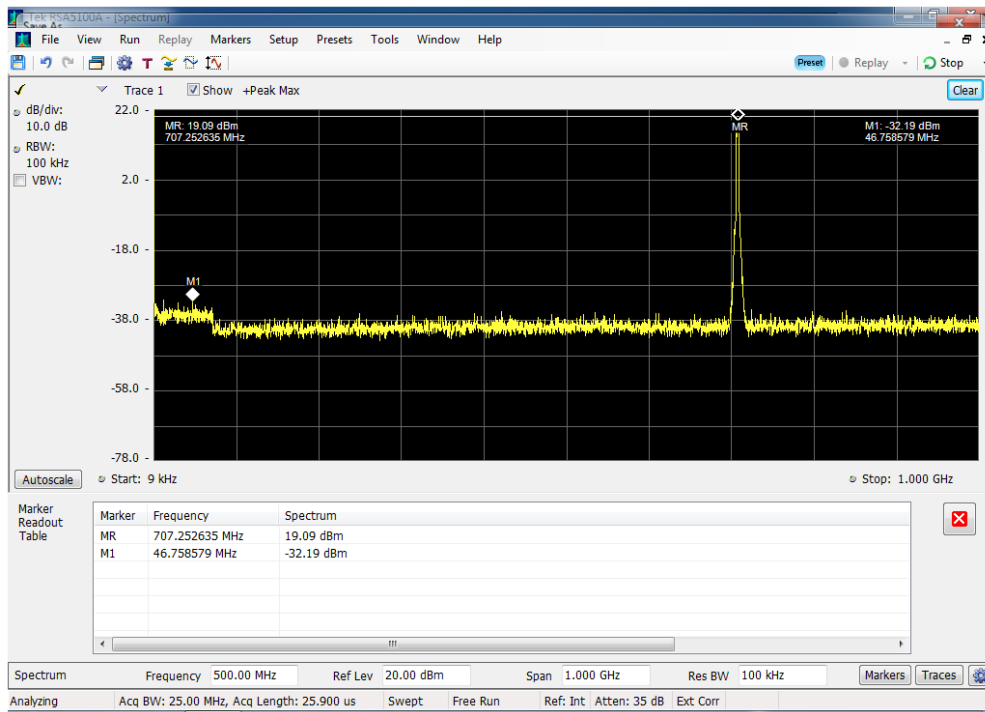 Tek RSA5100A - [Spectrum]
Save As
File View Run Replay Markers Setup Presets Tools Window Help
T Preset Replay Stop
Trace 1 Show +Peak Max Clear
dB/div:
10.0 dB
RBW:
100 kHz
VBW:
22.0
2.0
-18.0
-38.0
-58.0
-78.0
MR: 19.09 dBm
707.252635 MHz
MR
M1: -32.19 dBm
46.758579 MHz
M1
Autoscale Start: 9 kHz Stop: 1.000 GHz
Marker
Readout
Table
Marker Frequency Spectrum
MR 707.252635 MHz 19.09 dBm
M1 46.758579 MHz -32.19 dBm
Spectrum Frequency 500.00 MHz Ref Lev 20.00 dBm Span 1.000 GHz Res BW 100 kHz Markers Traces
Analyzing Acq BW: 25.00 MHz, Acq Length: 25.900 us Swept Free Run Ref: Int Atten: 35 dB Ext Corr